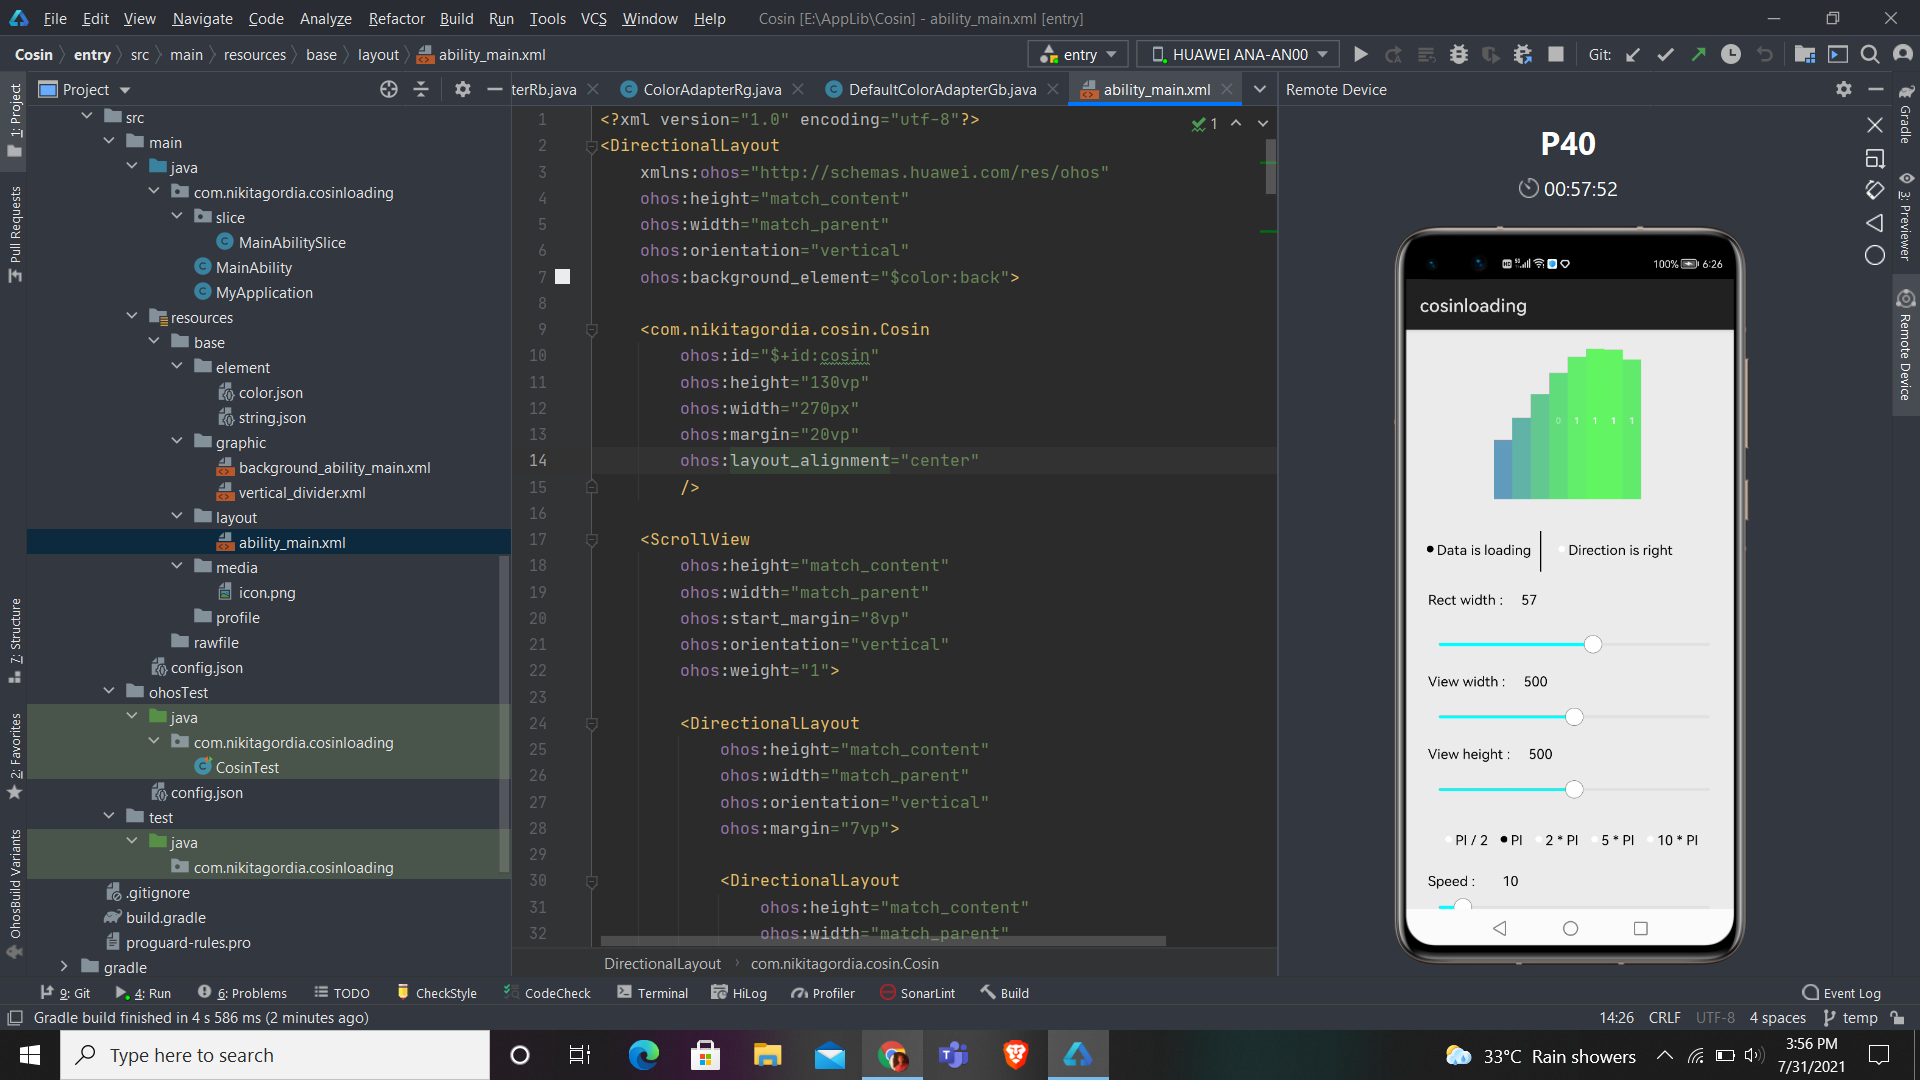 File Edit View Navigate Code Analyze Refactor Build Run Tools VCS Window Help Cosin [E:\AppLib\Cosin] - ability_main.xml [entry]
Cosin entry src main resources base layout ability_main.xml entry HUAWEI ANA-AN00 Git:
1: Project
Pull Requests
7: Structure
2: Favorites
OhosBuild Variants
Project
src
main
java
com.nikitagordia.cosinloading
slice
MainAbilitySlice
MainAbility
MyApplication
resources
base
element
color.json
string.json
graphic
background_ability_main.xml
vertical_divider.xml
layout
ability_main.xml
media
icon.png
profile
rawfile
config.json
ohosTest
java
com.nikitagordia.cosinloading
CosinTest
config.json
test
java
com.nikitagordia.cosinloading
.gitignore
build.gradle
proguard-rules.pro
gradle
terRb.java ColorAdapterRg.java DefaultColorAdapterGb.java ability_main.xml
1
1 <?xml version="1.0" encoding="utf-8"?>
2 <DirectionalLayout
3 xmlns:ohos="http://schemas.huawei.com/res/ohos"
4 ohos:height="match_content"
5 ohos:width="match_parent"
6 ohos:orientation="vertical"
7 ohos:background_element="$color:back">
8
9 <com.nikitagordia.cosin.Cosin
10 ohos:id="$+id:cosin"
11 ohos:height="130vp"
12 ohos:width="270px"
13 ohos:margin="20vp"
14 ohos:layout_alignment="center"
15 />
16
17 <ScrollView
18 ohos:height="match_content"
19 ohos:width="match_parent"
20 ohos:start_margin="8vp"
21 ohos:orientation="vertical"
22 ohos:weight="1">
23
24 <DirectionalLayout
25 ohos:height="match_content"
26 ohos:width="match_parent"
27 ohos:orientation="vertical"
28 ohos:margin="7vp">
29
30 <DirectionalLayout
31 ohos:height="match_content"
32 ohos:width="match_parent"
DirectionalLayout com.nikitagordia.cosin.Cosin
Remote Device
P40
00:57:52
100% 6:26
cosinloading
0 1 1 1 1
Data is loading Direction is right
Rect width : 57
View width : 500
View height : 500
PI / 2 PI 2 * PI 5 * PI 10 * PI
Speed : 10
Gradle
3: Previewer
Remote Device
9: Git 4: Run 6: Problems TODO CheckStyle CodeCheck Terminal HiLog Profiler SonarLint Build Event Log
Gradle build finished in 4 s 586 ms (2 minutes ago) 14:26 CRLF UTF-8 4 spaces temp
Type here to search
33°C Rain showers
3:56 PM
7/31/2021